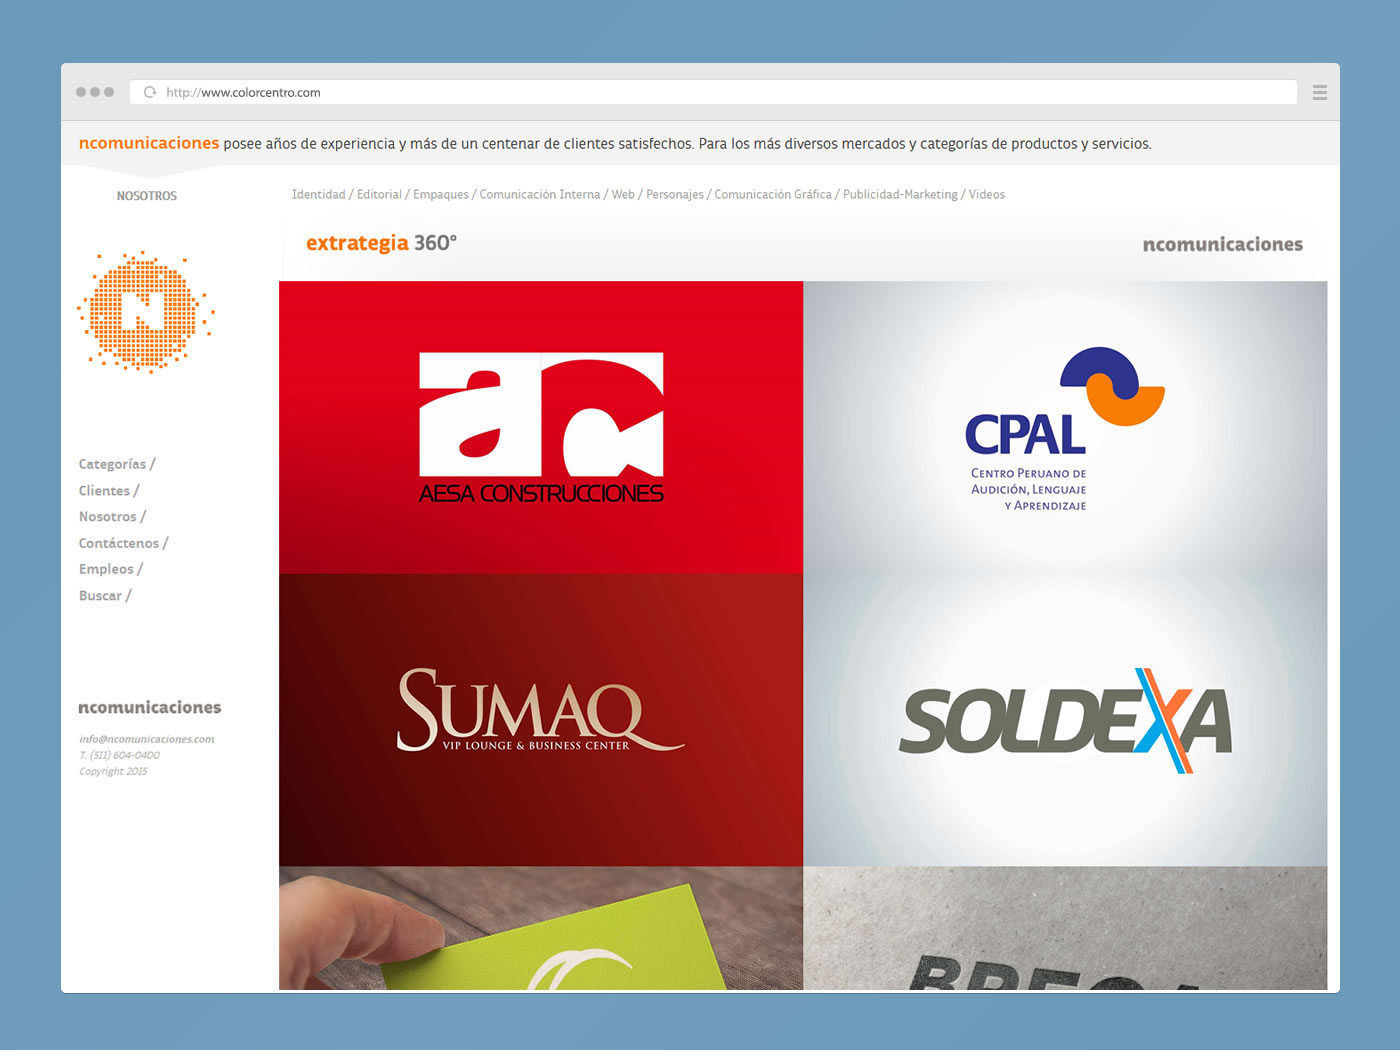 http://www.colorcentro.com
ncomunicaciones posee años de experiencia y más de un centenar de clientes satisfechos. Para los más diversos mercados y categorías de productos y servicios.
NOSOTROS
Identidad / Editorial / Empaques / Comunicación Interna / Web / Personajes / Comunicación Gráfica / Publicidad-Marketing / Videos
extrategia 360°
ncomunicaciones
N
Categorías /
Clientes /
Nosotros /
Contáctenos /
Empleos /
Buscar /
ncomunicaciones
info@ncomunicaciones.com
T. (511) 604-0400
Copyright 2015
ac
AESA CONSTRUCCIONES
CPAL
CENTRO PERUANO DE
AUDICIÓN, LENGUAJE
Y APRENDIZAJE
SUMAQ
VIP LOUNGE & BUSINESS CENTER
SOLDEXA